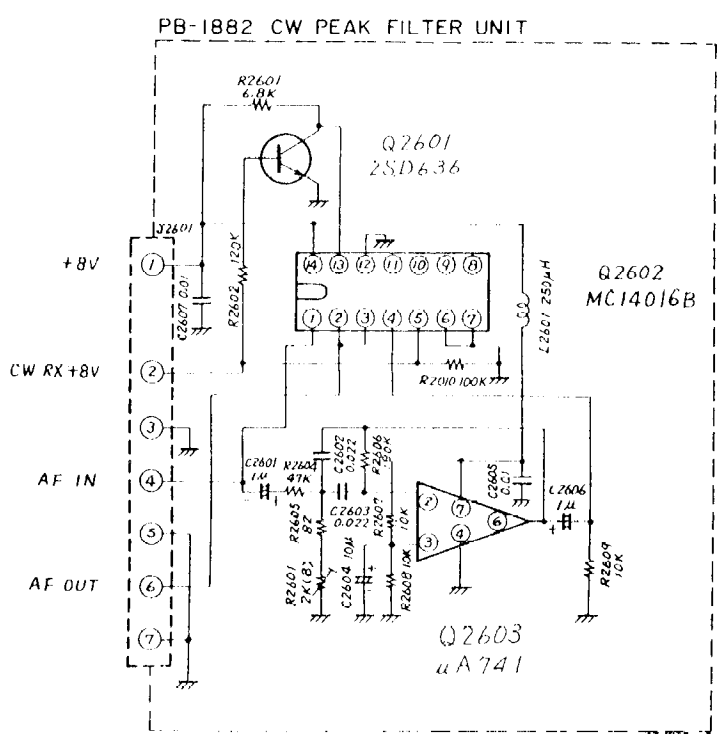 PB-1882 CW PEAK FILTER UNIT
R2601
6.8K
Q2601
2SD636
J2601
+8V
1
C2607 0.01
R2602 120K
14 13 12 11 10 9 8
1 2 3 4 5 6 7
Q2602
MC14016B
L2601 250μH
CW RX +8V
2
R2010 100K
3
AF IN
4
C2601
1μ
R2604
47K
C2602
0.022
R2606
C2603
0.022
R2605
82
R2607
10K
2
3
7
4
6
C2605
0.01
C2606
1μ
5
AF OUT
6
R2601
2K(B)
C2604 10μ
R2608 10K
R2609
10K
7
Q2603
μA741